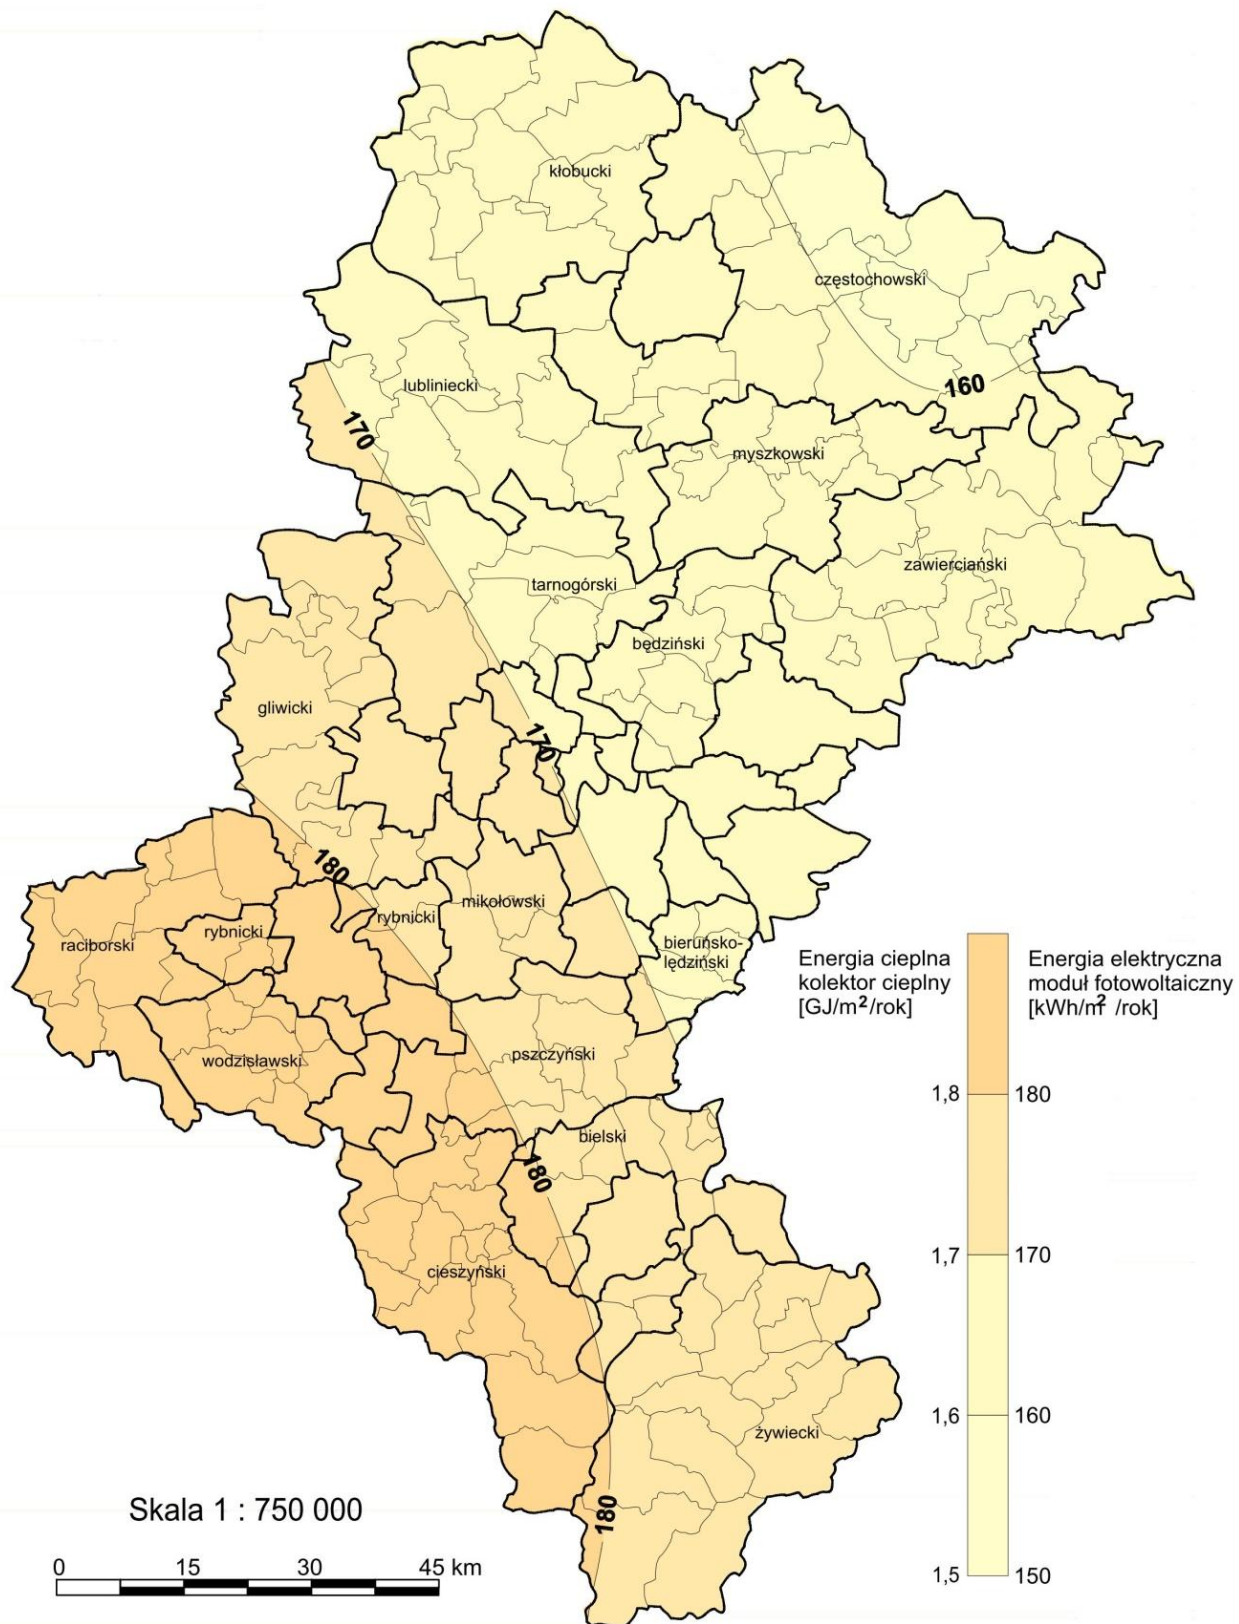 kłobucki
częstochowski
160
lubliniecki
170
myszkowski
zawierciański
tarnogórski
będziński
gliwicki
170
180
mikołowski
rybnicki
rybnicki
raciborski
bieruńsko-
lędziński
pszczyński
wodzisławski
bielski
180
cieszyński
żywiecki
180
Energia cieplna
kolektor cieplny
[GJ/m²/rok]
Energia elektryczna
moduł fotowoltaiczny
[kWh/m² /rok]
1,8 180
1,7 170
1,6 160
1,5 150
Skala 1 : 750 000
0 15 30 45 km